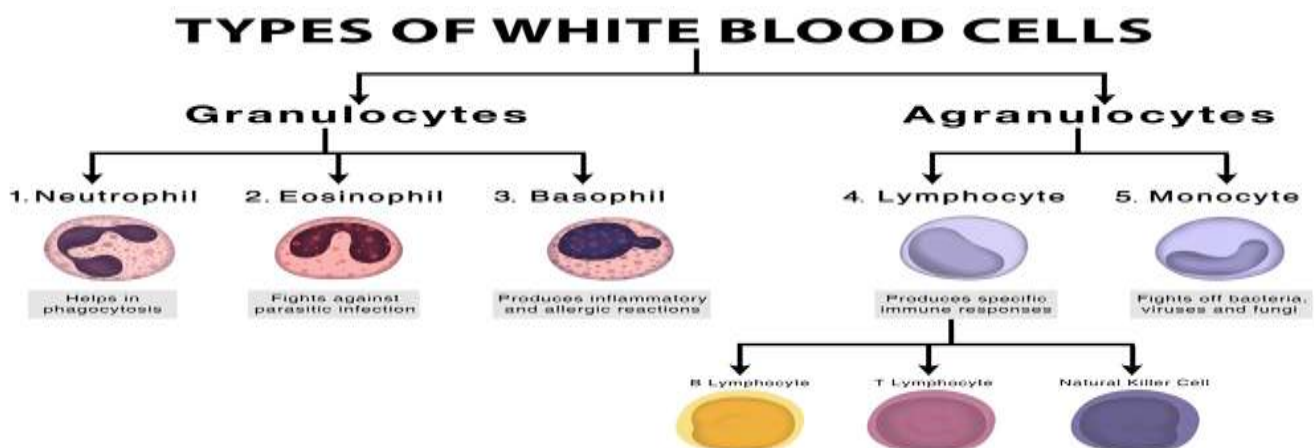 TYPES OF WHITE BLOOD CELLS
Granulocytes
Agranulocytes
1. Neutrophil
2. Eosinophil
3. Basophil
4. Lymphocyte
5. Monocyte
Helps in
phagocytosis
Fights against
parasitic infection
Produces inflammatory
and allergic reactions
Produces specific
immune responses
Fights off bacteria,
viruses and fungi
B Lymphocyte
T Lymphocyte
Natural Killer Cell